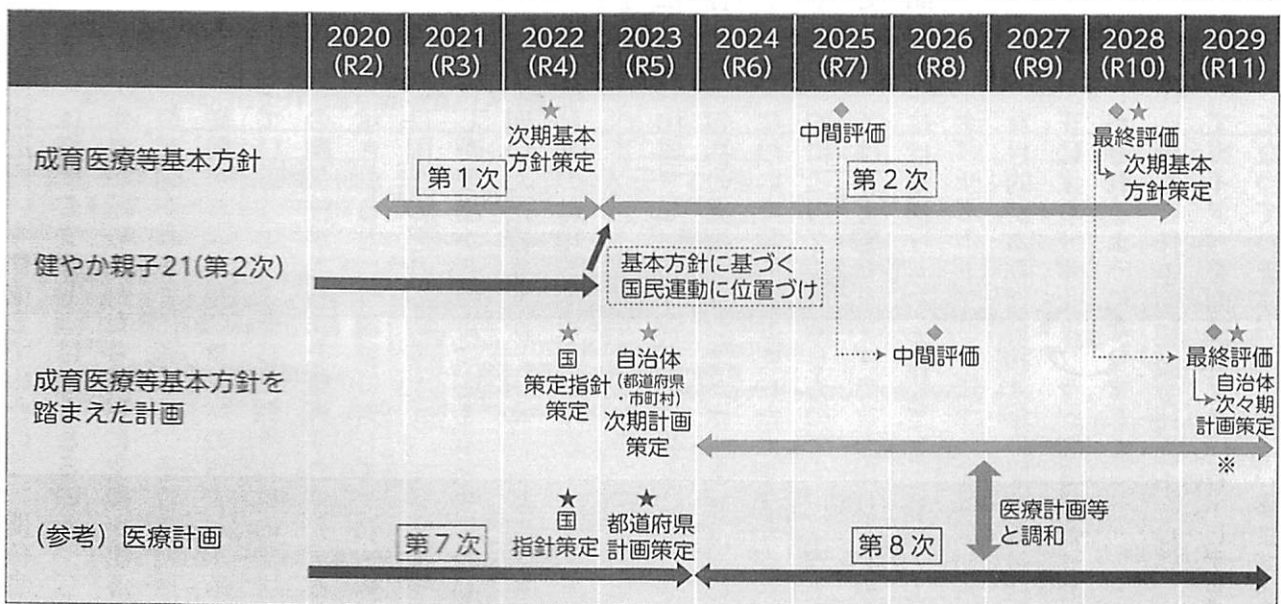 2020 2021 2022 2023 2024 2025 2026 2027 2028 2029
(R2) (R3) (R4) (R5) (R6) (R7) (R8) (R9) (R10) (R11)
成育医療等基本方針
★
次期基本
方針策定
第1次
◆
中間評価
第2次
◆★
最終評価
次期基本
方針策定
健やか親子21(第2次)
基本方針に基づく
国民運動に位置づけ
成育医療等基本方針を
踏まえた計画
★
国
策定指針
策定
★
自治体
(都道府県
・市町村)
次期計画
策定
◆
中間評価
◆★
最終評価
自治体
次々期
計画策定
※
(参考)医療計画
第7次
★
国
指針策定
★
都道府県
計画策定
第8次
医療計画等
と調和